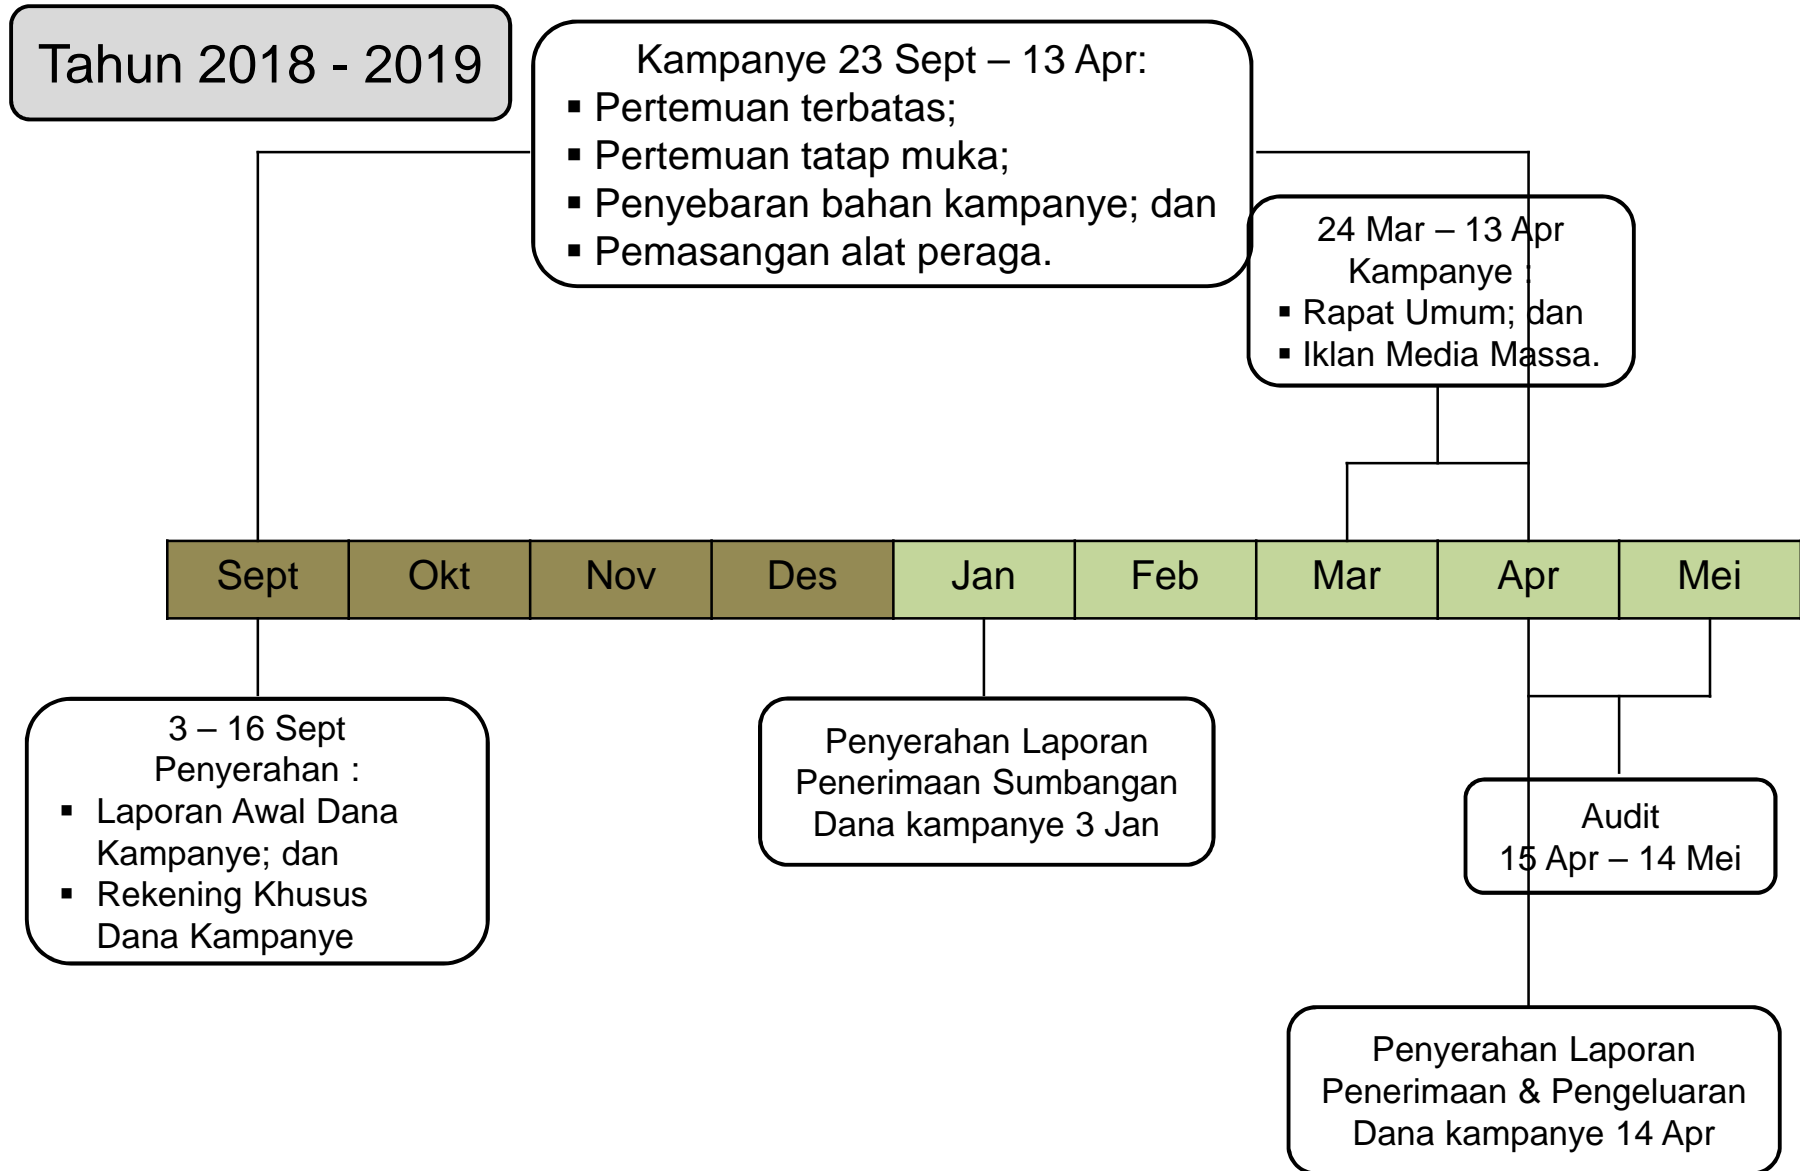 Tahun 2018 - 2019
Kampanye 23 Sept – 13 Apr:
▪ Pertemuan terbatas;
▪ Pertemuan tatap muka;
▪ Penyebaran bahan kampanye; dan
▪ Pemasangan alat peraga.
24 Mar – 13 Apr
Kampanye :
▪ Rapat Umum; dan
▪ Iklan Media Massa.
Sept Okt Nov Des Jan Feb Mar Apr Mei
3 – 16 Sept
Penyerahan :
▪ Laporan Awal Dana
Kampanye; dan
▪ Rekening Khusus
Dana Kampanye
Penyerahan Laporan
Penerimaan Sumbangan
Dana kampanye 3 Jan
Audit
15 Apr – 14 Mei
Penyerahan Laporan
Penerimaan & Pengeluaran
Dana kampanye 14 Apr